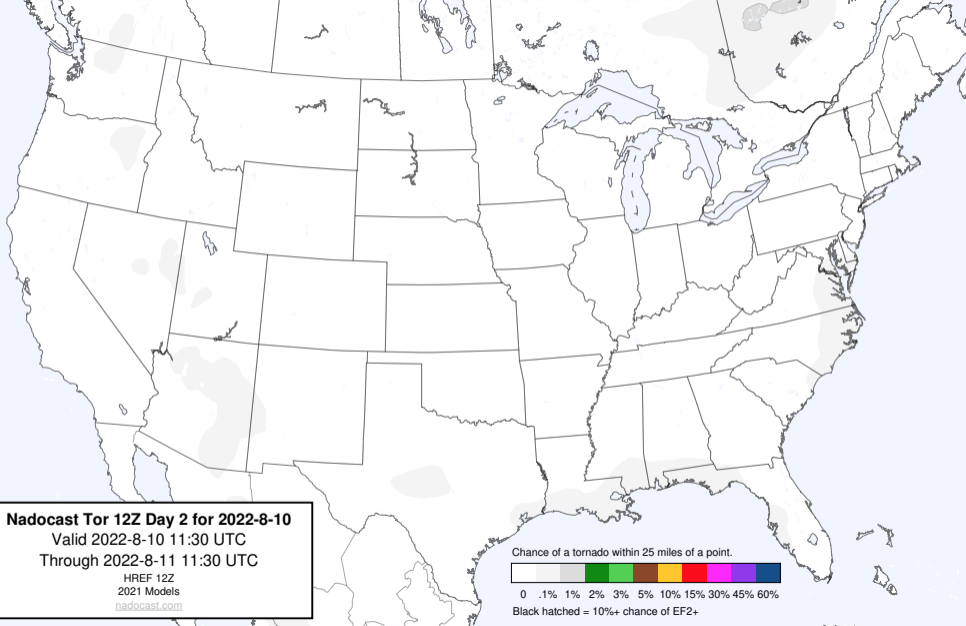 Nadocast Tor 12Z Day 2 for 2022-8-10
Valid 2022-8-10 11:30 UTC
Through 2022-8-11 11:30 UTC
HREF 12Z
2021 Models
nadocast.com
Chance of a tornado within 25 miles of a point.
0 .1% 1% 2% 3% 5% 10% 15% 30% 45% 60%
Black hatched = 10%+ chance of EF2+